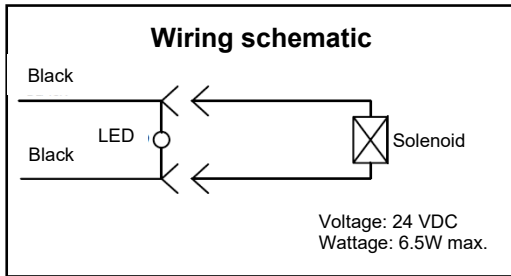 Wiring schematic
Black
LED
Black
Solenoid
Voltage: 24 VDC
Wattage: 6.5W max.